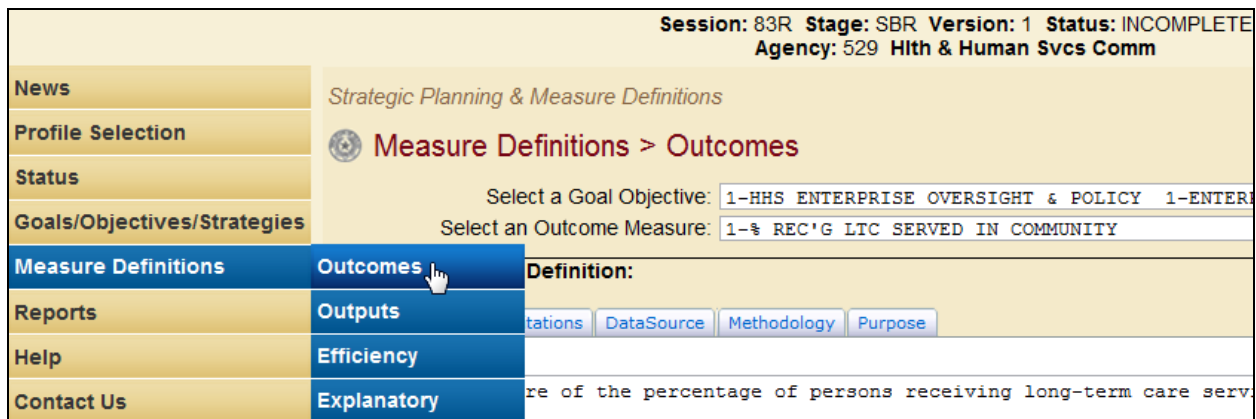 Session: 83R Stage: SBR Version: 1 Status: INCOMPLETE
Agency: 529 Hlth & Human Svcs Comm
News
Profile Selection
Status
Goals/Objectives/Strategies
Measure Definitions
Reports
Help
Contact Us
Outcomes
Outputs
Efficiency
Explanatory
Strategic Planning & Measure Definitions
Measure Definitions > Outcomes
Select a Goal Objective: 1-HHS ENTERPRISE OVERSIGHT & POLICY 1-ENTER
Select an Outcome Measure: 1-% REC'G LTC SERVED IN COMMUNITY
Definition:
tations DataSource Methodology Purpose
re of the percentage of persons receiving long-term care serv